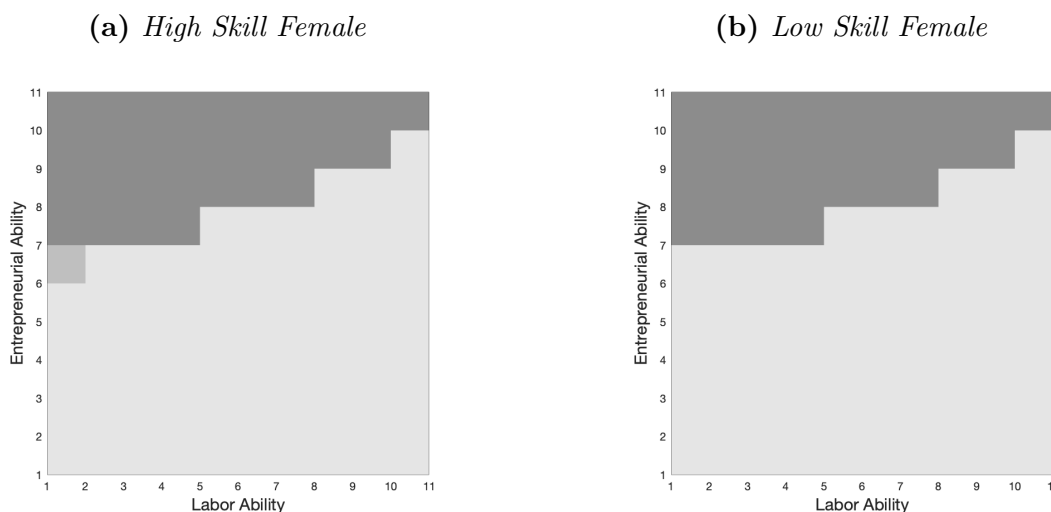 (a) High Skill Female
(b) Low Skill Female
11
10
9
8
7
6
5
4
3
2
1
Entrepreneurial Ability
1 2 3 4 5 6 7 8 9 10 11
Labor Ability
11
10
9
8
7
6
5
4
3
2
1
Entrepreneurial Ability
1 2 3 4 5 6 7 8 9 10
Labor Ability